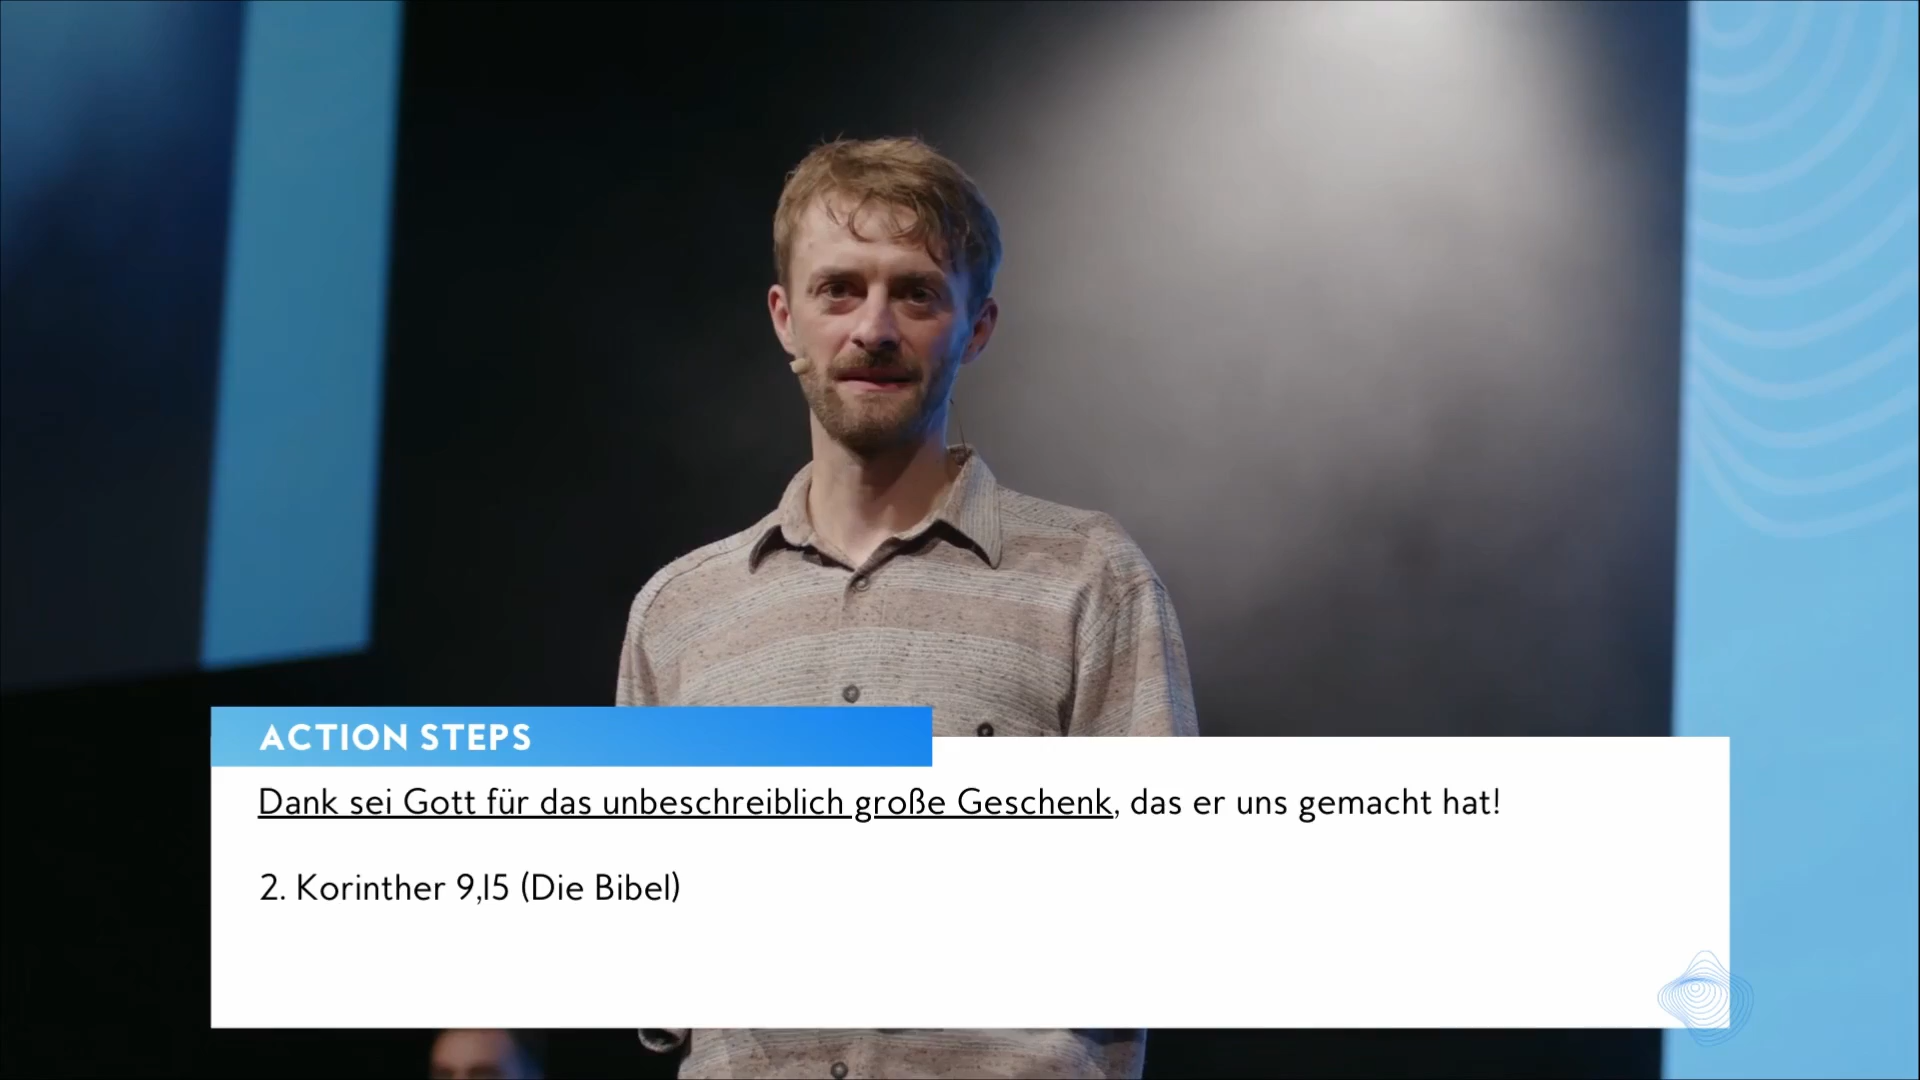 ACTION STEPS
Dank sei Gott für das unbeschreiblich große Geschenk, das er uns gemacht hat!
2. Korinther 9,15 (Die Bibel)